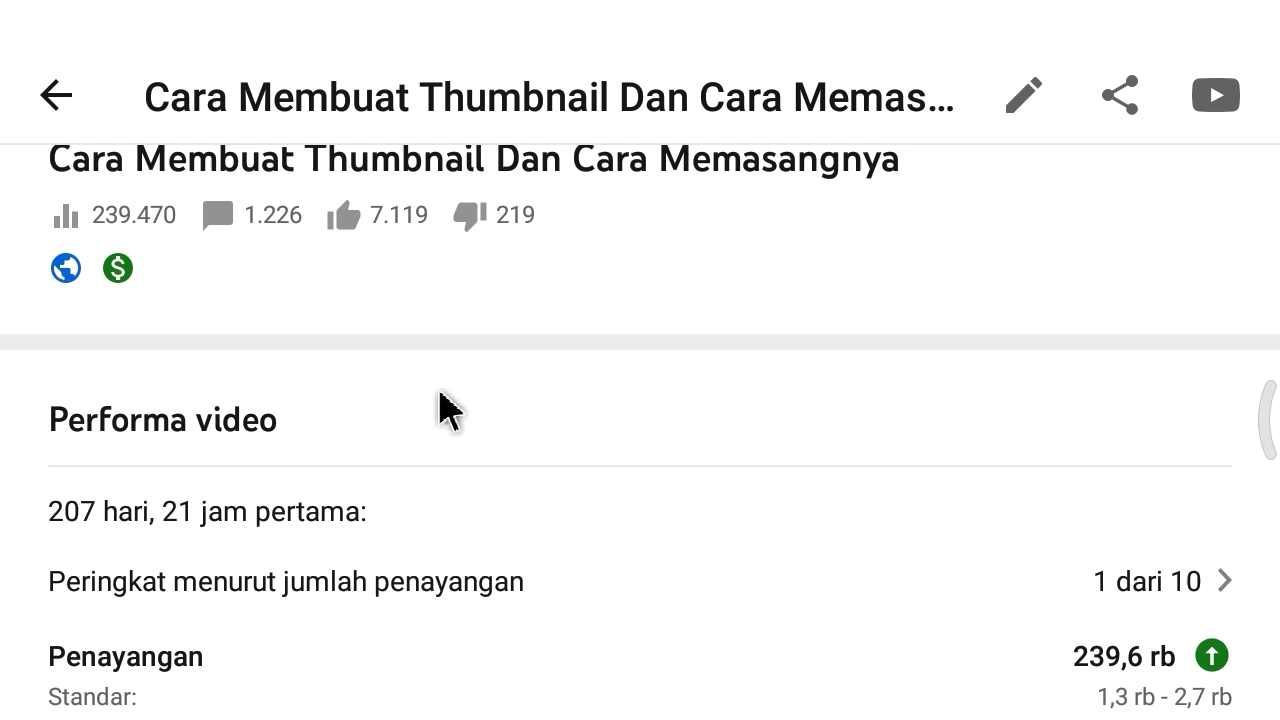 Cara Membuat Thumbnail Dan Cara Memas...
Cara Membuat Thumbnail Dan Cara Memasangnya
239.470 1.226 7.119 219
Performa video
207 hari, 21 jam pertama:
Peringkat menurut jumlah penayangan 1 dari 10
Penayangan 239,6 rb
Standar: 1,3 rb - 2,7 rb